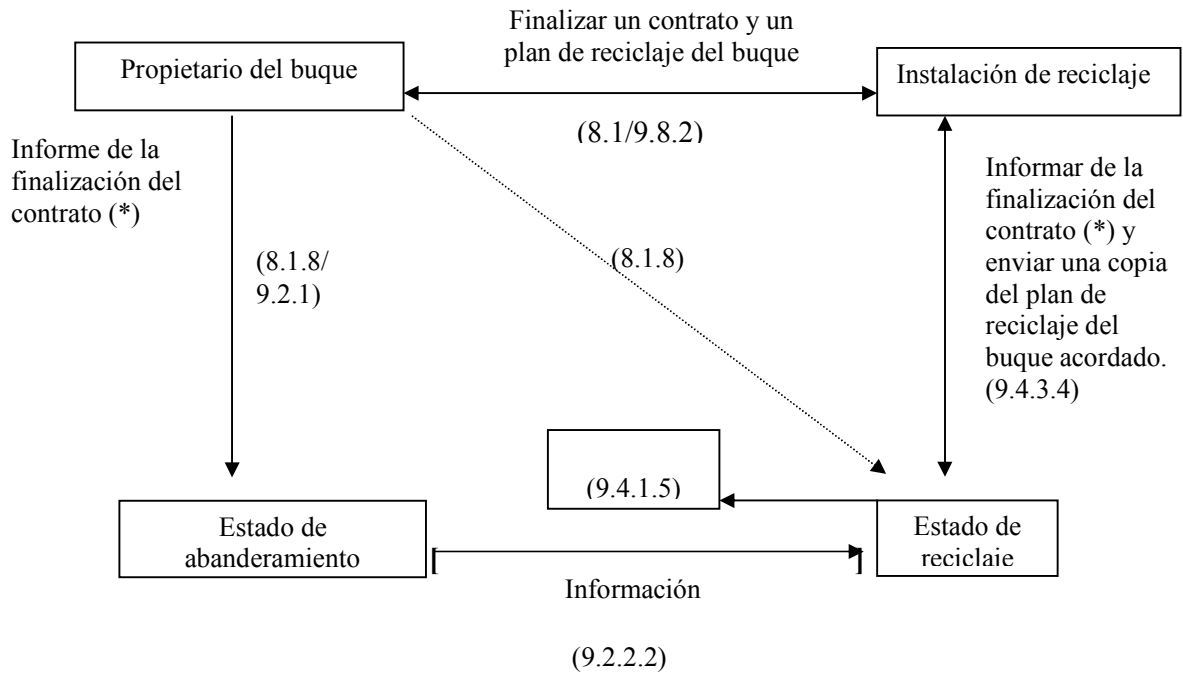 Finalizar un contrato y un
plan de reciclaje del buque
Propietario del buque
Instalación de reciclaje
(8.1/9.8.2)
Informe de la
finalización del
contrato (*)
Informar de la
finalización del
contrato (*) y
enviar una copia
del plan de
reciclaje del
buque acordado.
(9.4.3.4)
(8.1.8/
9.2.1)
(8.1.8)
(9.4.1.5)
Estado de
abanderamiento
Estado de
reciclaje
[ ]
Información
(9.2.2.2)